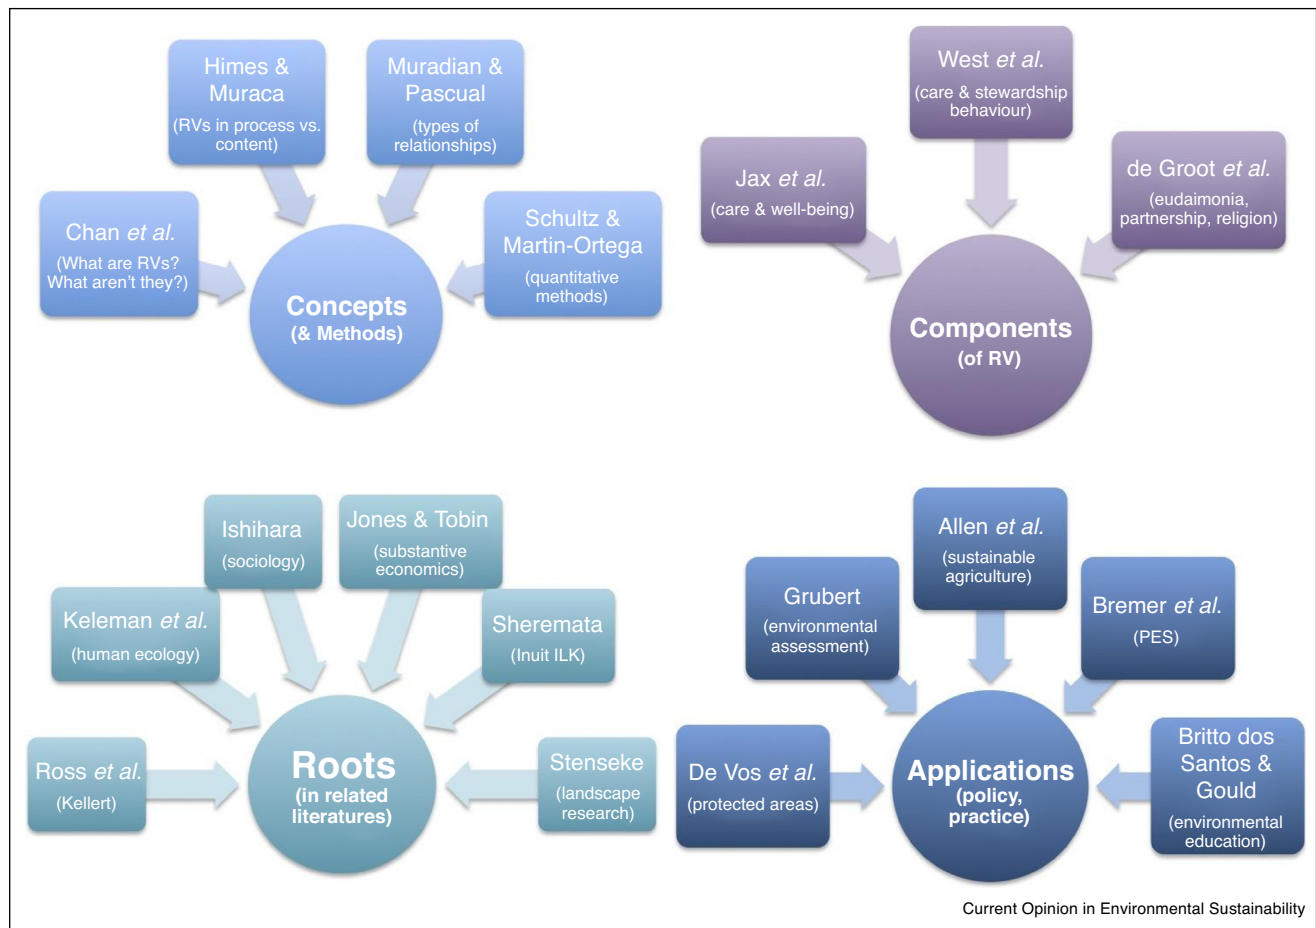 Himes &
Muraca
(RVs in process vs.
content)
Muradian &
Pascual
(types of
relationships)
Chan et al.
(What are RVs?
What aren't they?)
Schultz &
Martin-Ortega
(quantitative
methods)
Concepts
(& Methods)
West et al.
(care & stewardship
behaviour)
Jax et al.
(care & well-being)
de Groot et al.
(eudaimonia,
partnership, religion)
Components
(of RV)
Ishihara
(sociology)
Jones & Tobin
(substantive
economics)
Keleman et al.
(human ecology)
Sheremata
(Inuit ILK)
Ross et al.
(Kellert)
Stenseke
(landscape
research)
Roots
(in related
literatures)
Allen et al.
(sustainable
agriculture)
Grubert
(environmental
assessment)
Bremer et al.
(PES)
De Vos et al.
(protected areas)
Britto dos
Santos &
Gould
(environmental
education)
Applications
(policy,
practice)
Current Opinion in Environmental Sustainability